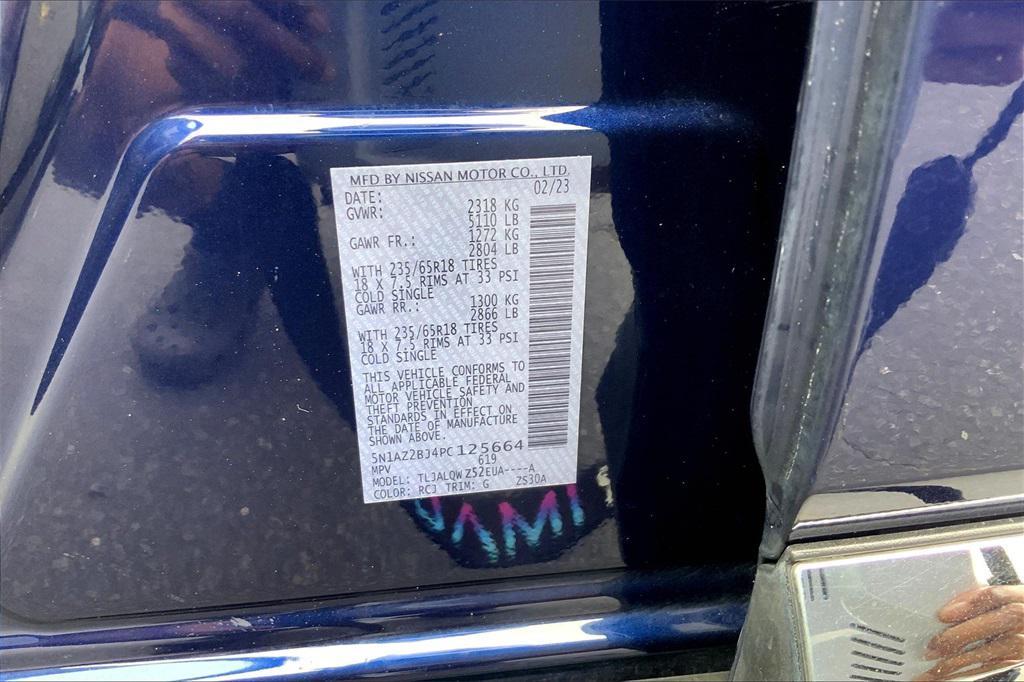 MFD BY NISSAN MOTOR CO., LTD.
DATE: 02/23
GVWR: 2318 KG
5110 LB
GAWR FR.: 1272 KG
2804 LB
WITH 235/65R18 TIRES
18 X 7.5 RIMS AT 33 PSI
COLD SINGLE
GAWR RR.: 1300 KG
2866 LB
WITH 235/65R18 TIRES
18 X 7.5 RIMS AT 33 PSI
COLD SINGLE
THIS VEHICLE CONFORMS TO
ALL APPLICABLE FEDERAL
MOTOR VEHICLE SAFETY AND
THEFT PREVENTION
STANDARDS IN EFFECT ON
THE DATE OF MANUFACTURE
SHOWN ABOVE.
5N1AZ2BJ4PC125664
MPV 619
MODEL: TLJALQWZ52EUA----A
COLOR: RCJ TRIM: G ZS30A